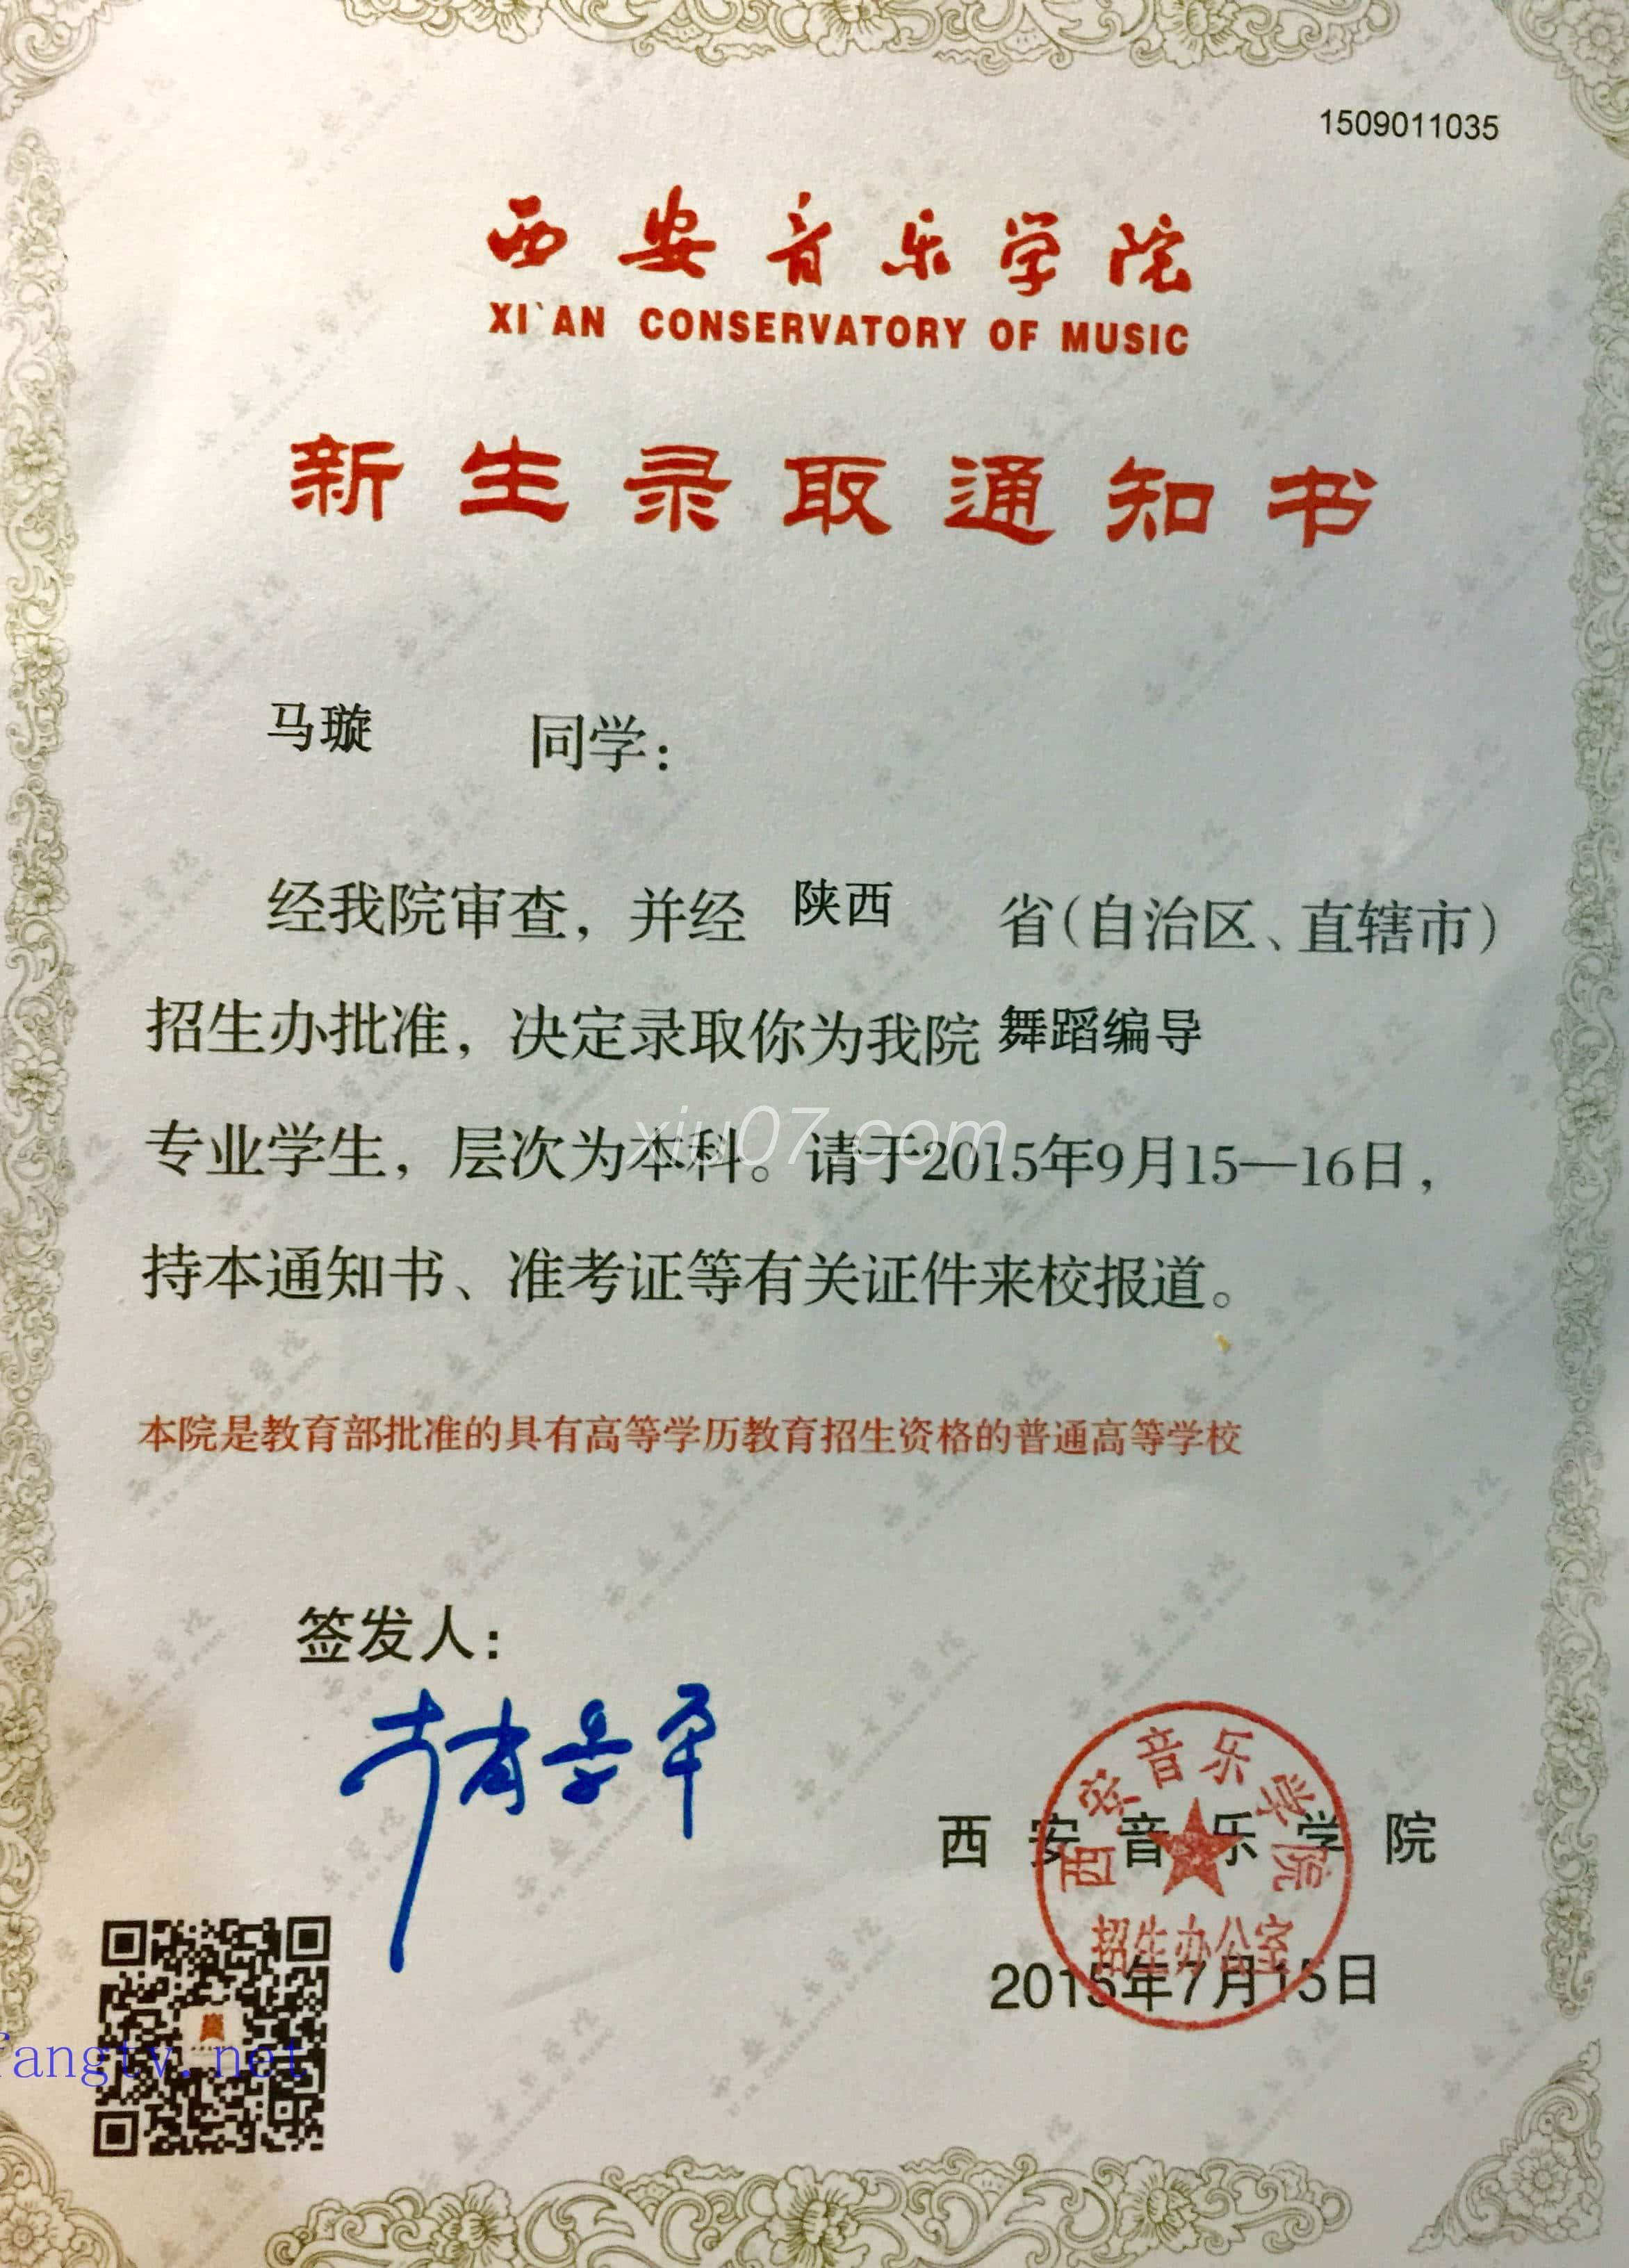 1509011035
西安音乐学院
XI`AN CONSERVATORY OF MUSIC
新生录取通知书
马璇 同学：
经我院审查，并经 陕西 省(自治区、直辖市)
招生办批准，决定录取你为我院 舞蹈编导
专业学生，层次为本科。请于2015年9月15—16日，
xiu07.com
持本通知书、准考证等有关证件来校报道。
本院是教育部批准的具有高等学历教育招生资格的普通高等学校
签发人：
西安音乐学院
西安音乐学院
招生办公室
2015年7月15日
fangtv.net